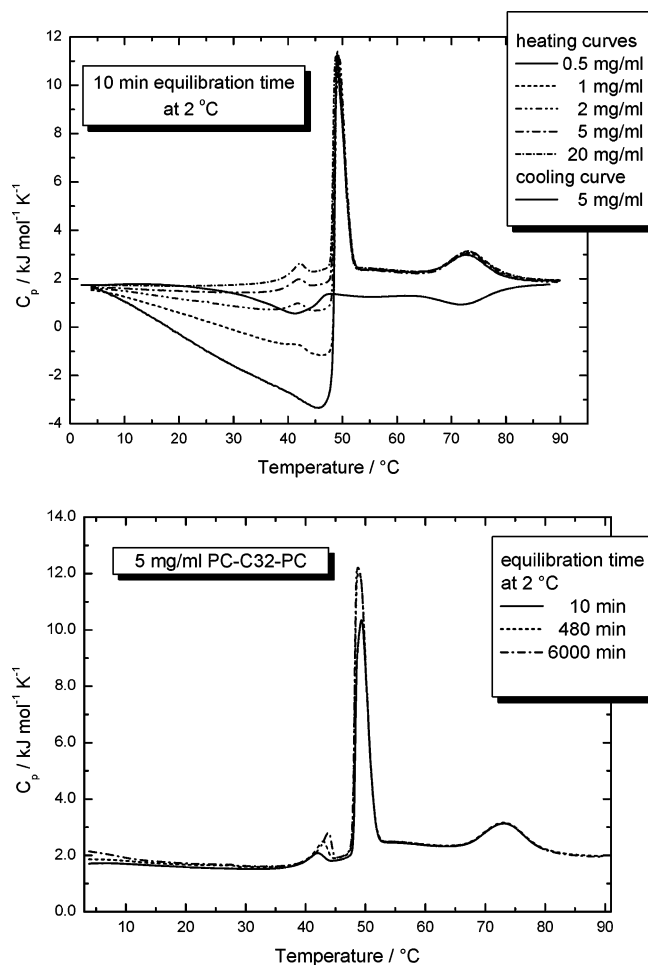 12
10
8
6
4
2
0
-2
-4
Cₚ / kJ mol⁻¹ K⁻¹
10 min equilibration time
at 2 °C
heating curves
0.5 mg/ml
1 mg/ml
2 mg/ml
5 mg/ml
20 mg/ml
cooling curve
5 mg/ml
0 10 20 30 40 50 60 70 80 90
Temperature / °C
14.0
12.0
10.0
8.0
6.0
4.0
2.0
0.0
Cₚ / kJ mol⁻¹ K⁻¹
5 mg/ml PC-C32-PC
equilibration time
at 2 °C
10 min
480 min
6000 min
10 20 30 40 50 60 70 80 90
Temperature / °C